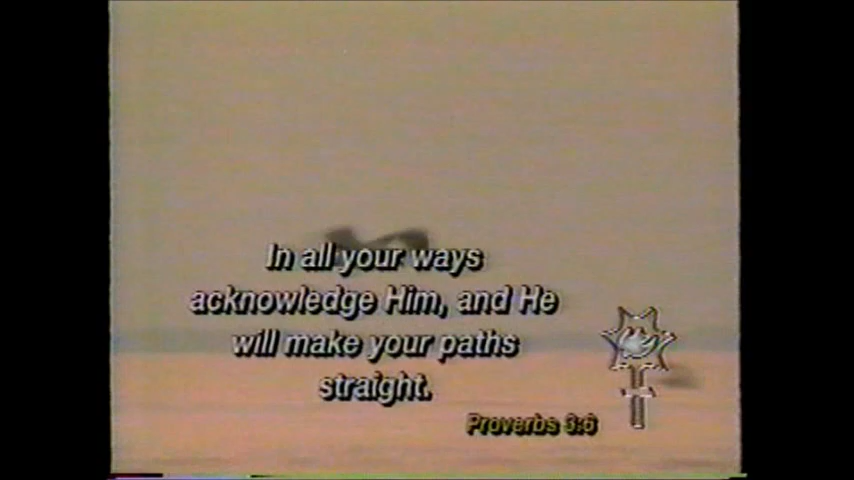 In all your ways
acknowledge Him, and He
will make your paths
straight.
Proverbs 3:6